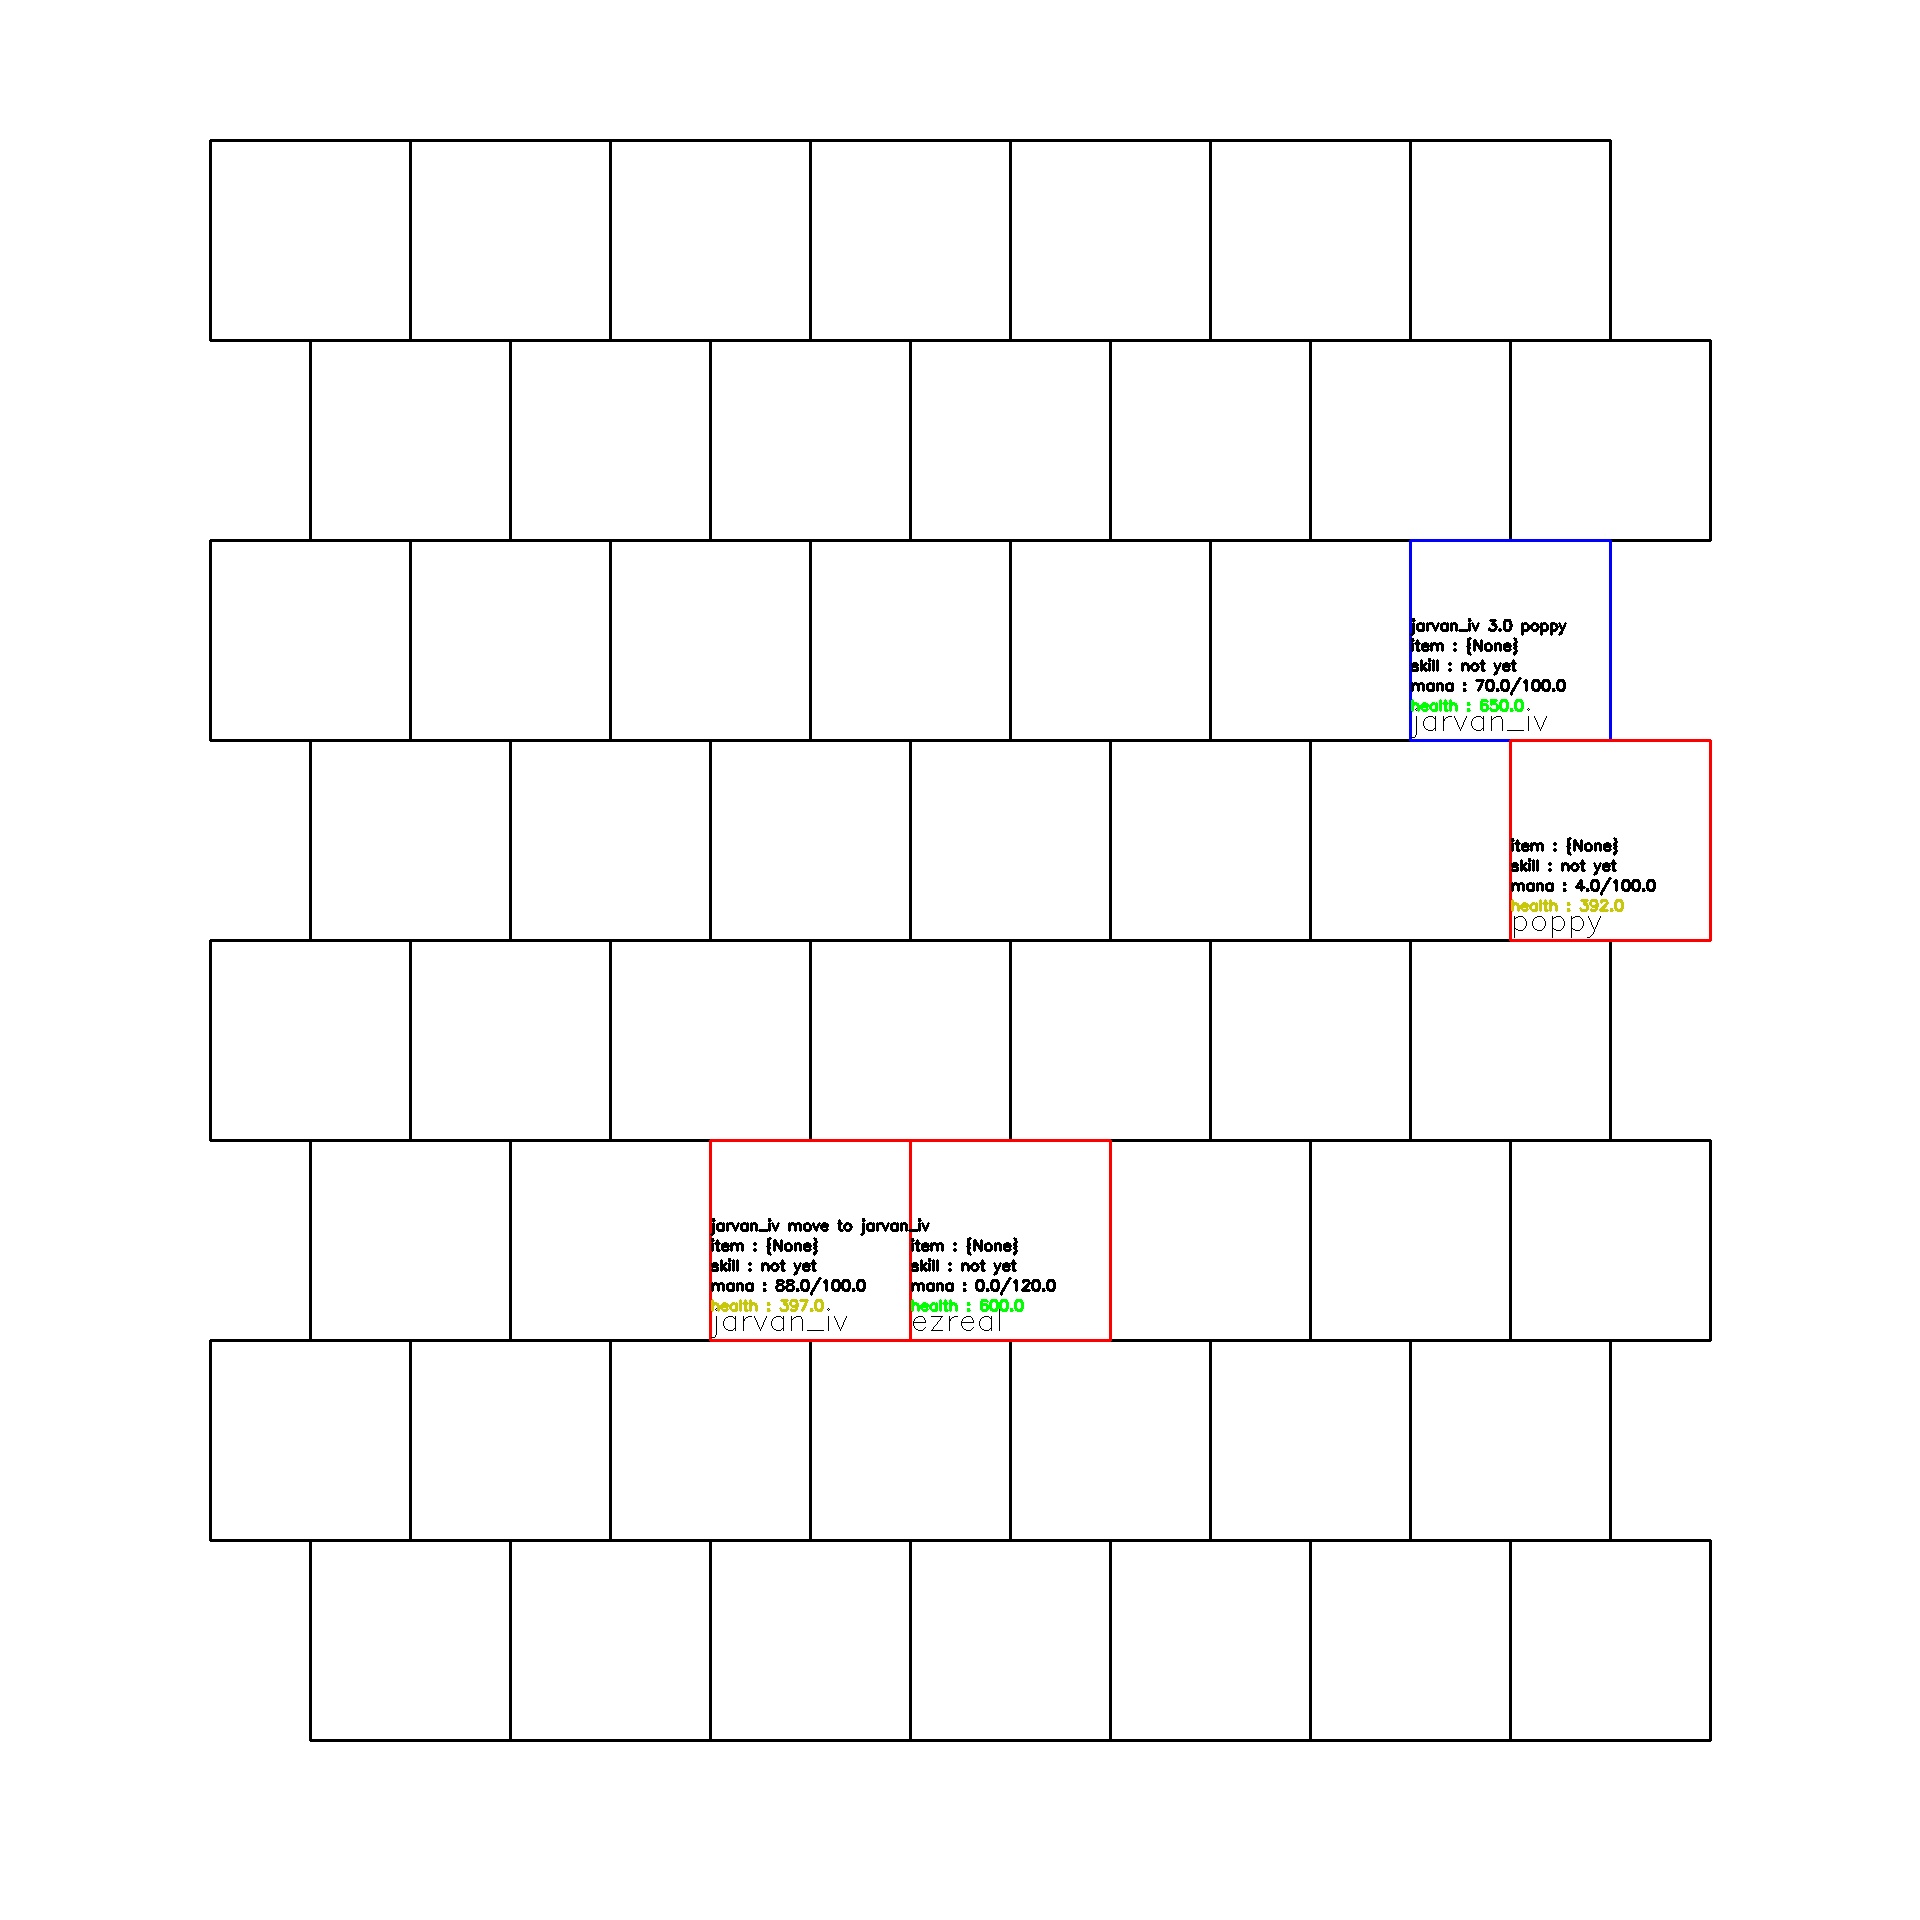 jarvan_iv 3.0 poppy
item : {None}
skill : not yet
mana : 70.0/100.0
health : 650.0
jarvan_iv
item : {None}
skill : not yet
mana : 4.0/100.0
health : 392.0
poppy
jarvan_iv move to jarvan_iv
item : {None}
skill : not yet
mana : 88.0/100.0
health : 397.0
jarvan_iv
item : {None}
skill : not yet
mana : 0.0/120.0
health : 600.0
ezreal